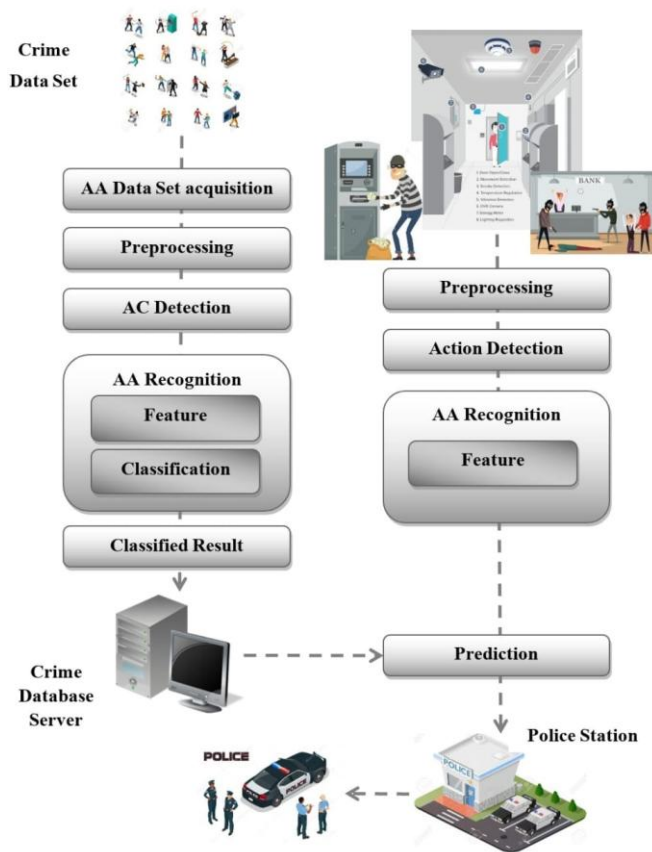 Crime
Data Set
AA Data Set acquisition
Preprocessing
AC Detection
AA Recognition
Feature
Classification
Classified Result
Crime
Database
Server
BANK
Preprocessing
Action Detection
AA Recognition
Feature
Prediction
Police Station
POLICE
POLICE
POLICE